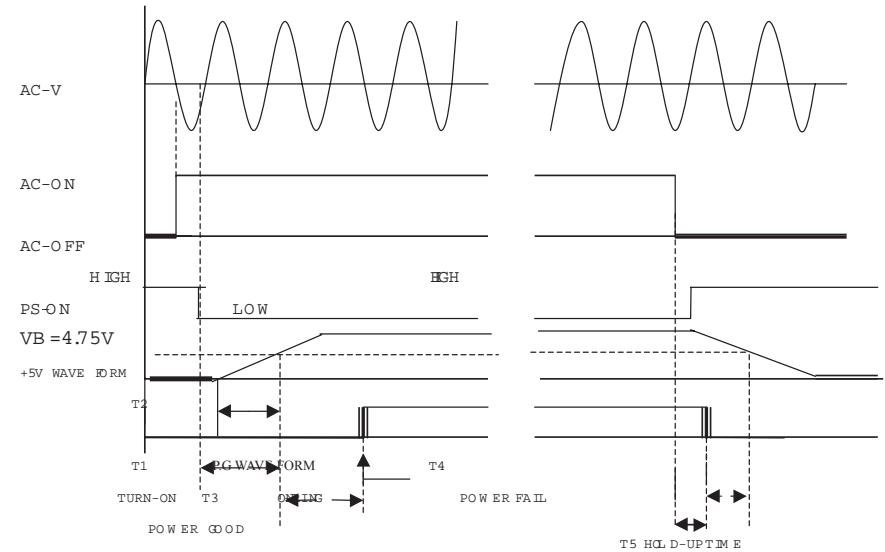 AC-V
AC-ON
AC-OFF
HIGH HIGH
PS-ON LOW
VB =4.75V
+5V WAVE FORM
T2
T1 P.G WAVE FORM T4
TURN-ON T3 POWER FAIL
POWER GOOD
T5 HOLD-UP TIME